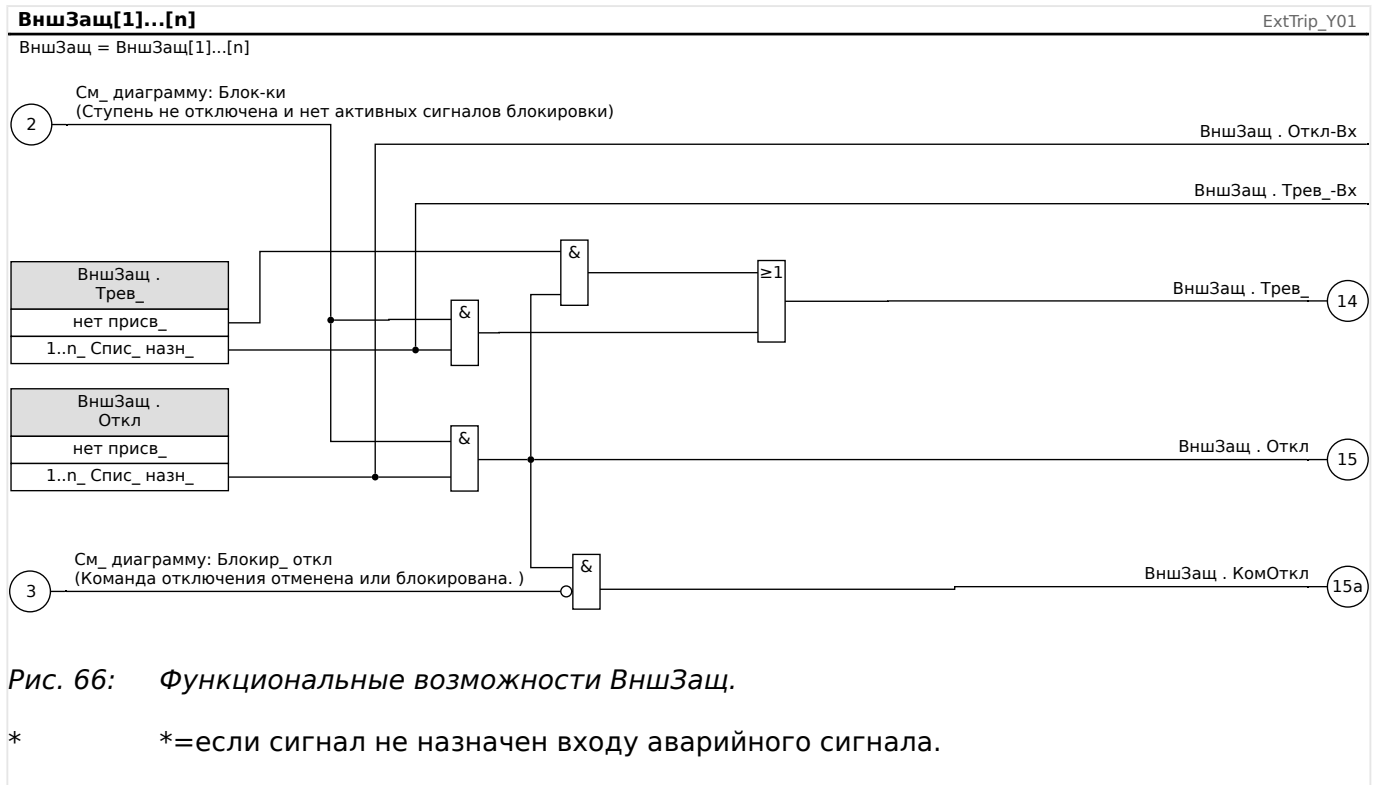 ВншЗащ[1]...[n]
ExtTrip_Y01
ВншЗащ = ВншЗащ[1]...[n]
См_ диаграмму: Блок-ки
(Ступень не отключена и нет активных сигналов блокировки)
2
ВншЗащ . Откл-Вх
ВншЗащ . Трев_-Вх
&
ВншЗащ .
Трев_
нет присв_
1..n_ Спис_ назн_
&
≥1
ВншЗащ . Трев_
14
ВншЗащ .
Откл
нет присв_
1..n_ Спис_ назн_
&
ВншЗащ . Откл
15
См_ диаграмму: Блокир_ откл
(Команда отключения отменена или блокирована. )
3
&
ВншЗащ . КомОткл
15a
Рис. 66: Функциональные возможности ВншЗащ.
* *=если сигнал не назначен входу аварийного сигнала.